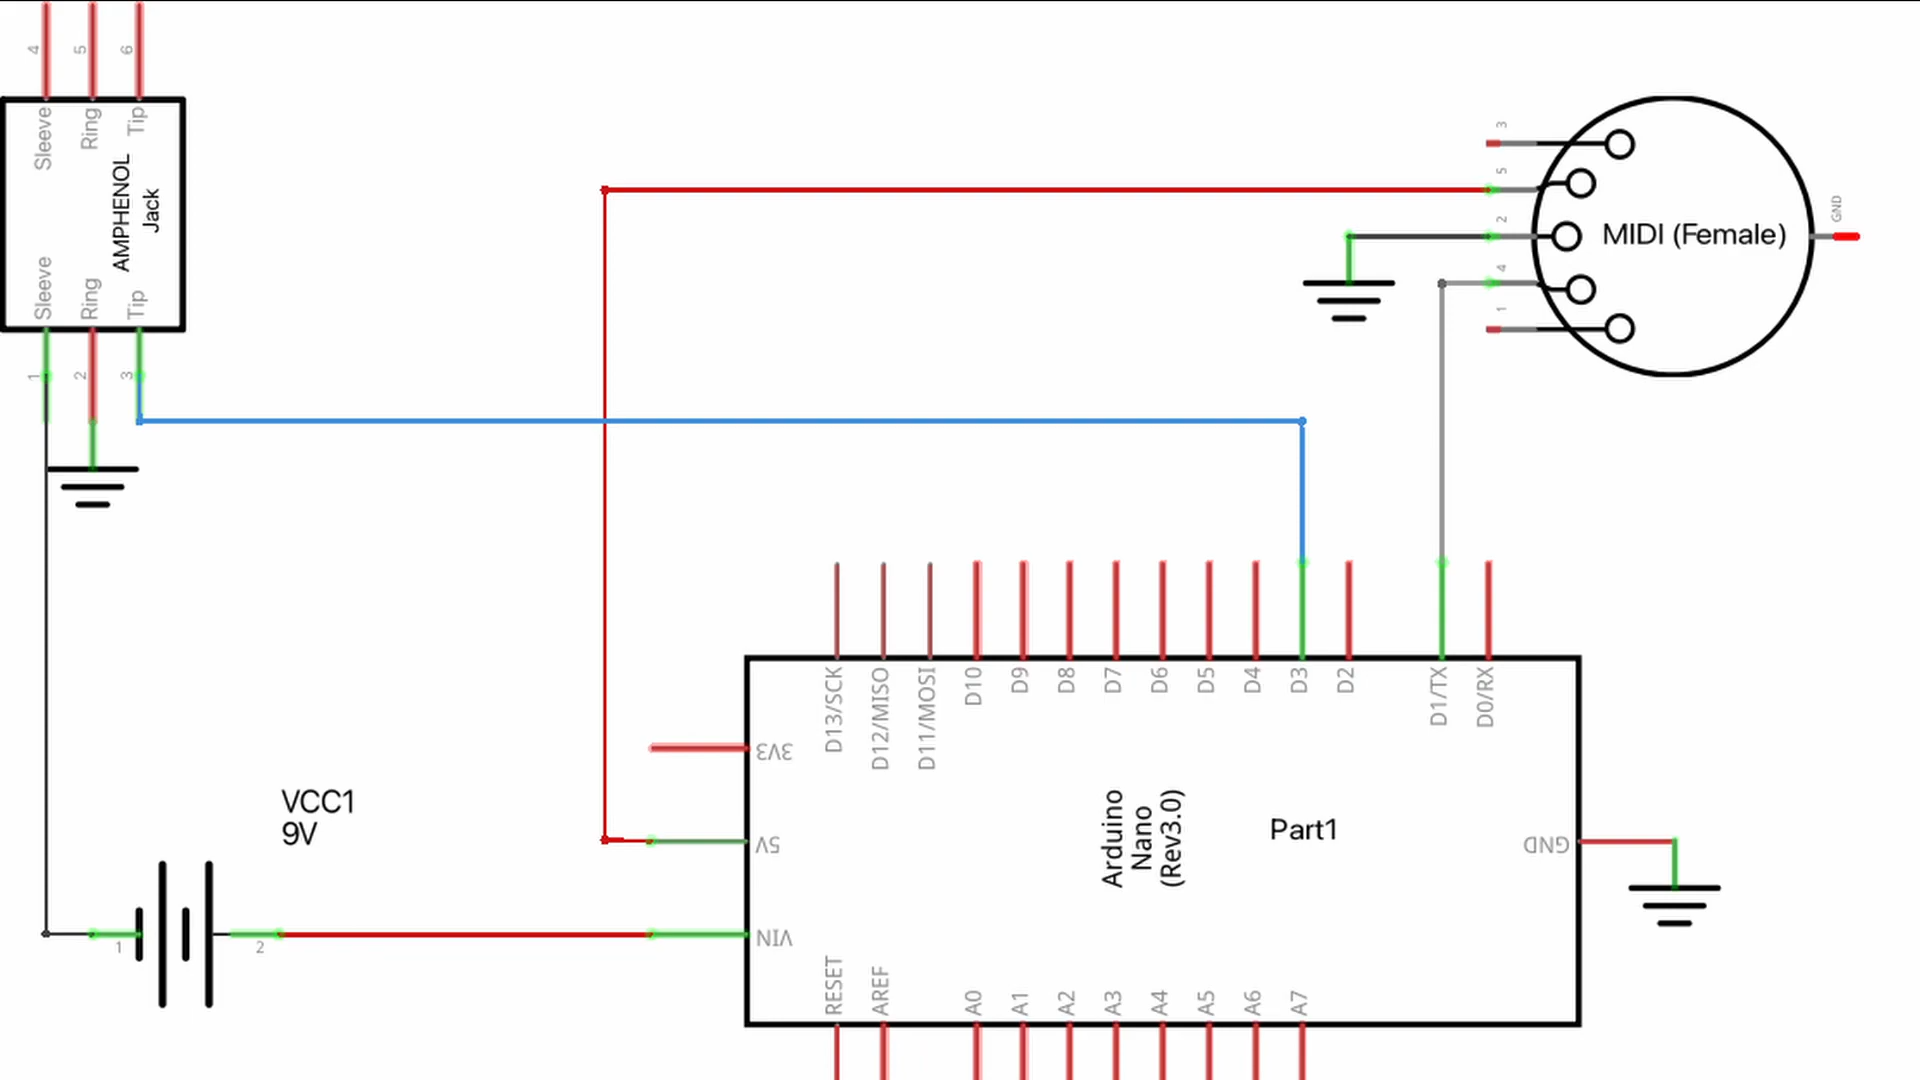 4
5
6
Sleeve
Ring
Tip
AMPHENOL
Jack
Sleeve
Ring
Tip
1
2
3
3
5
2
4
1
MIDI (Female)
GND
D13/SCK
D12/MISO
D11/MOSI
D10
D9
D8
D7
D6
D5
D4
D3
D2
D1/TX
D0/RX
3V3
5V
VIN
VCC1
9V
1
2
Arduino
Nano
(Rev3.0)
Part1
GND
RESET
AREF
A0
A1
A2
A3
A4
A5
A6
A7